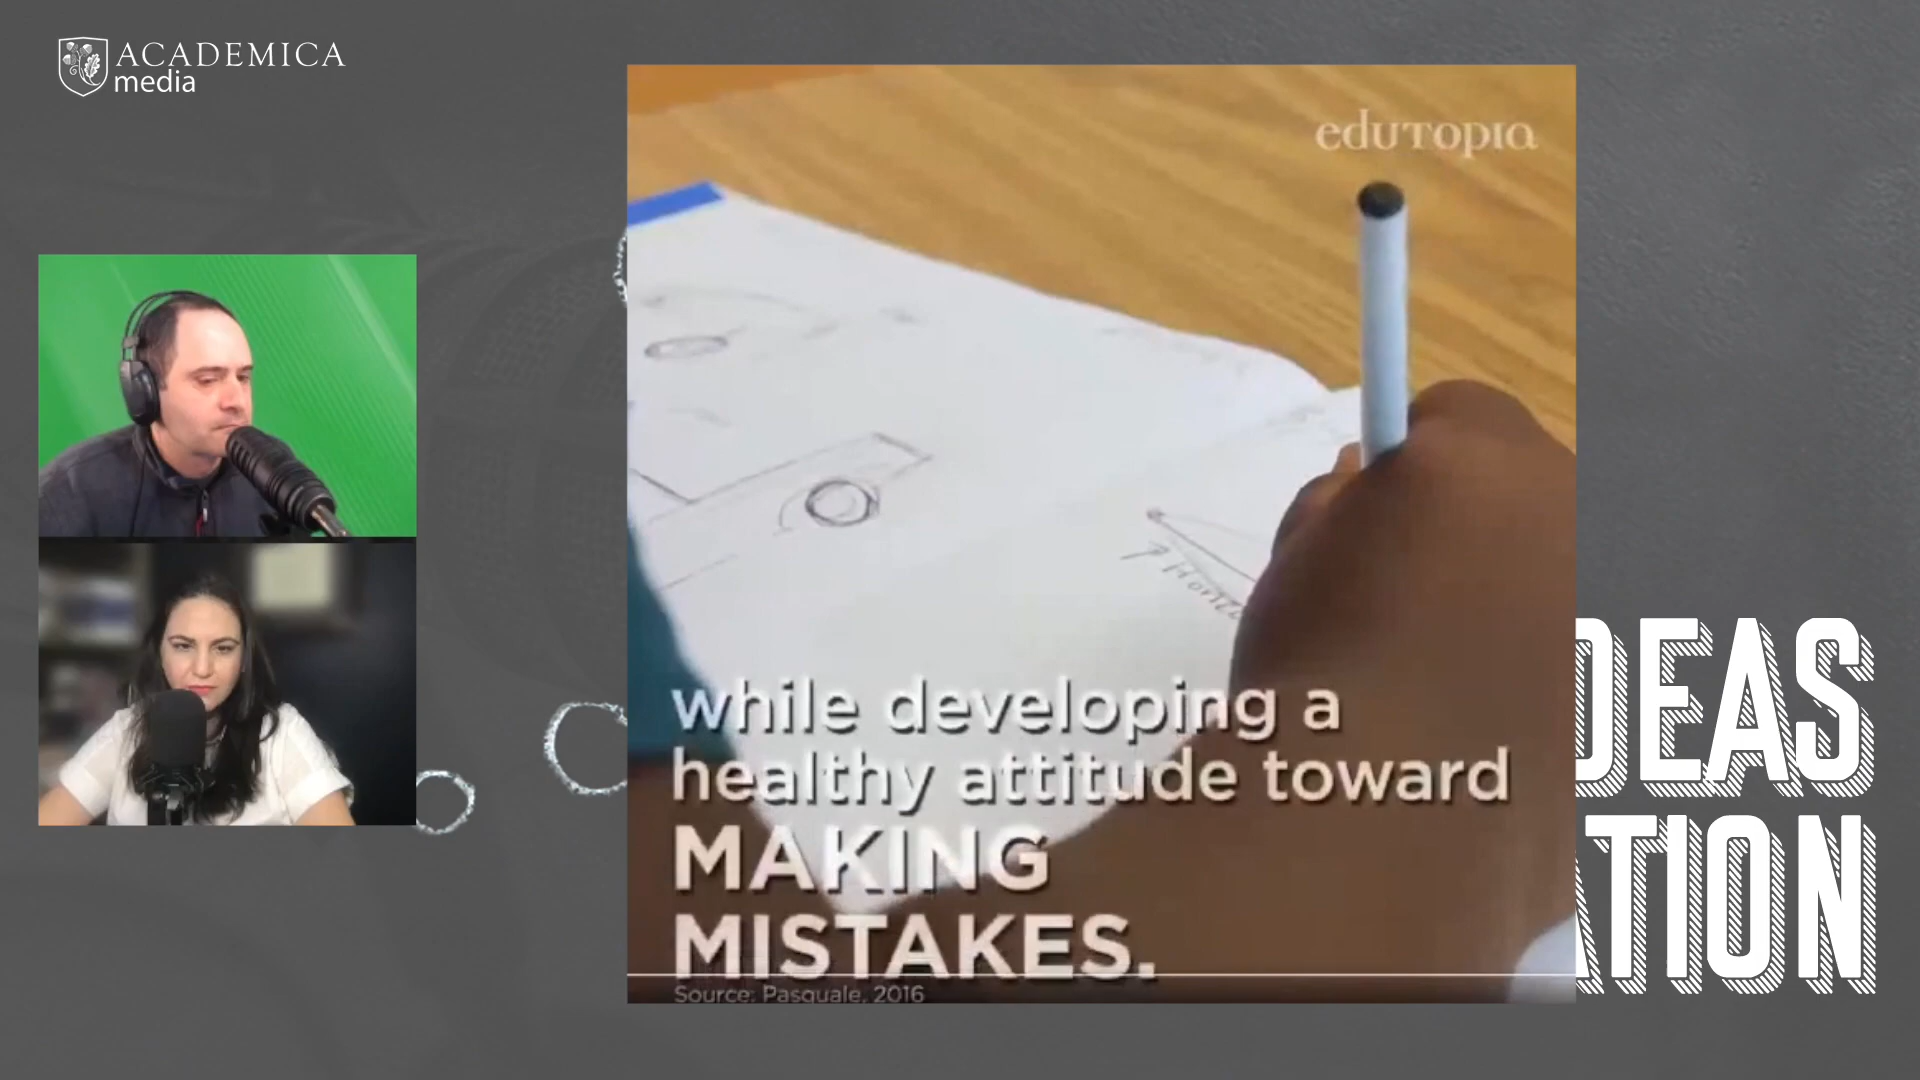 ACADEMICA
media
edutopia
while developing a
healthy attitude toward
MAKING
MISTAKES.
Source: Pasquale, 2016
DEAS
ATION